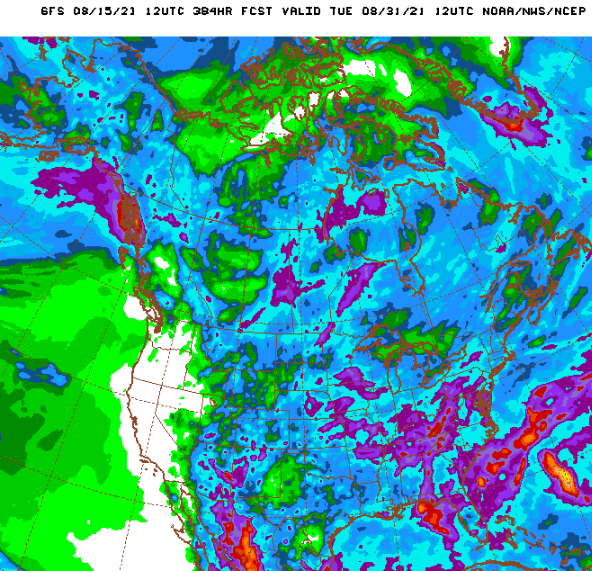 GFS 08/15/21 12UTC 384HR FCST VALID TUE 08/31/21 12UTC NOAA/NWS/NCEP